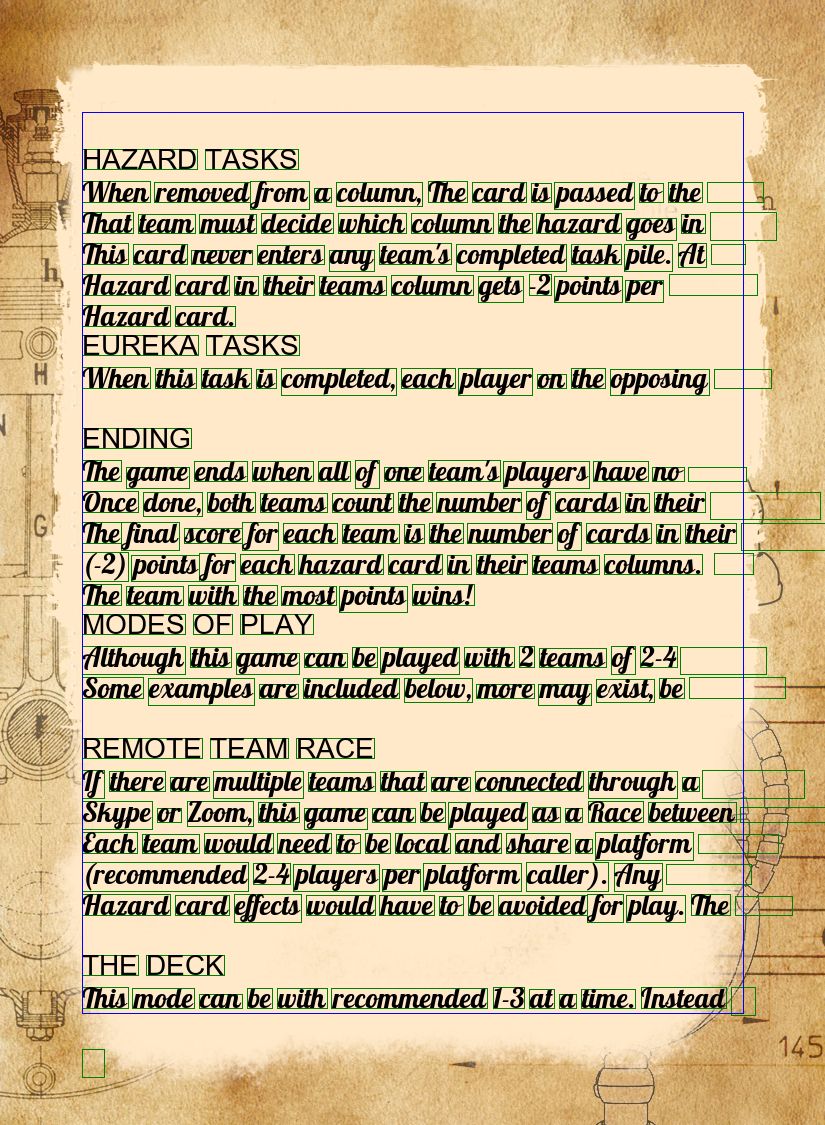 HAZARD TASKS
When removed from a column, The card is passed to the
That team must decide which column the hazard goes in
This card never enters any team's completed task pile. At
Hazard card in their teams column gets -2 points per
Hazard card.
EUREKA TASKS
When this task is completed, each player on the opposing
ENDING
The game ends when all of one team's players have no
Once done, both teams count the number of cards in their
The final score for each team is the number of cards in their
(-2) points for each hazard card in their teams columns.
The team with the most points wins!
MODES OF PLAY
Although this game can be played with 2 teams of 2-4
Some examples are included below, more may exist, be
REMOTE TEAM RACE
If there are multiple teams that are connected through a
Skype or Zoom, this game can be played as a Race between
Each team would need to be local and share a platform
(recommended 2-4 players per platform caller). Any
Hazard card effects would have to be avoided for play. The
THE DECK
This mode can be with recommended 1-3 at a time. Instead
h
H
G
145